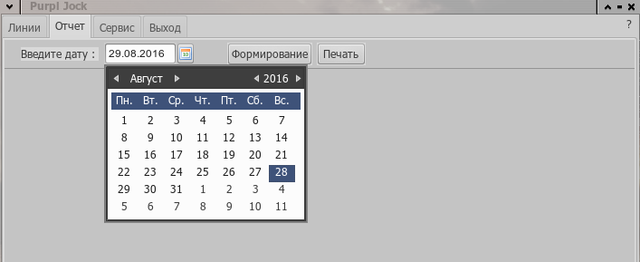 Purpl Jock
Линии Отчет Сервис Выход ?
Введите дату : 29.08.2016 Формирование Печать
Август 2016
Пн. Вт. Ср. Чт. Пт. Сб. Вс.
1 2 3 4 5 6 7
8 9 10 11 12 13 14
15 16 17 18 19 20 21
22 23 24 25 26 27 28
29 30 31 1 2 3 4
5 6 7 8 9 10 11